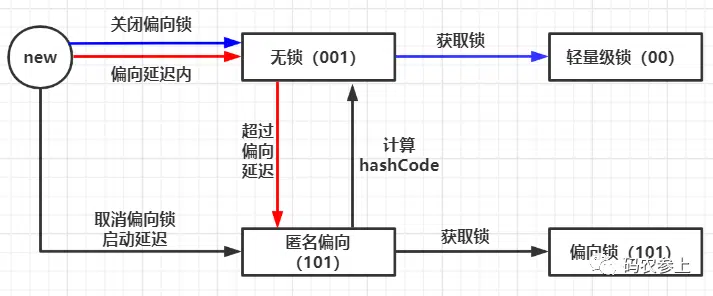 关闭偏向锁
new
偏向延迟内
无锁（001）
获取锁
轻量级锁（00）
超过
偏向
延迟
计算
hashCode
取消偏向锁
启动延迟
匿名偏向
（101）
获取锁
偏向锁（101）
码农参上